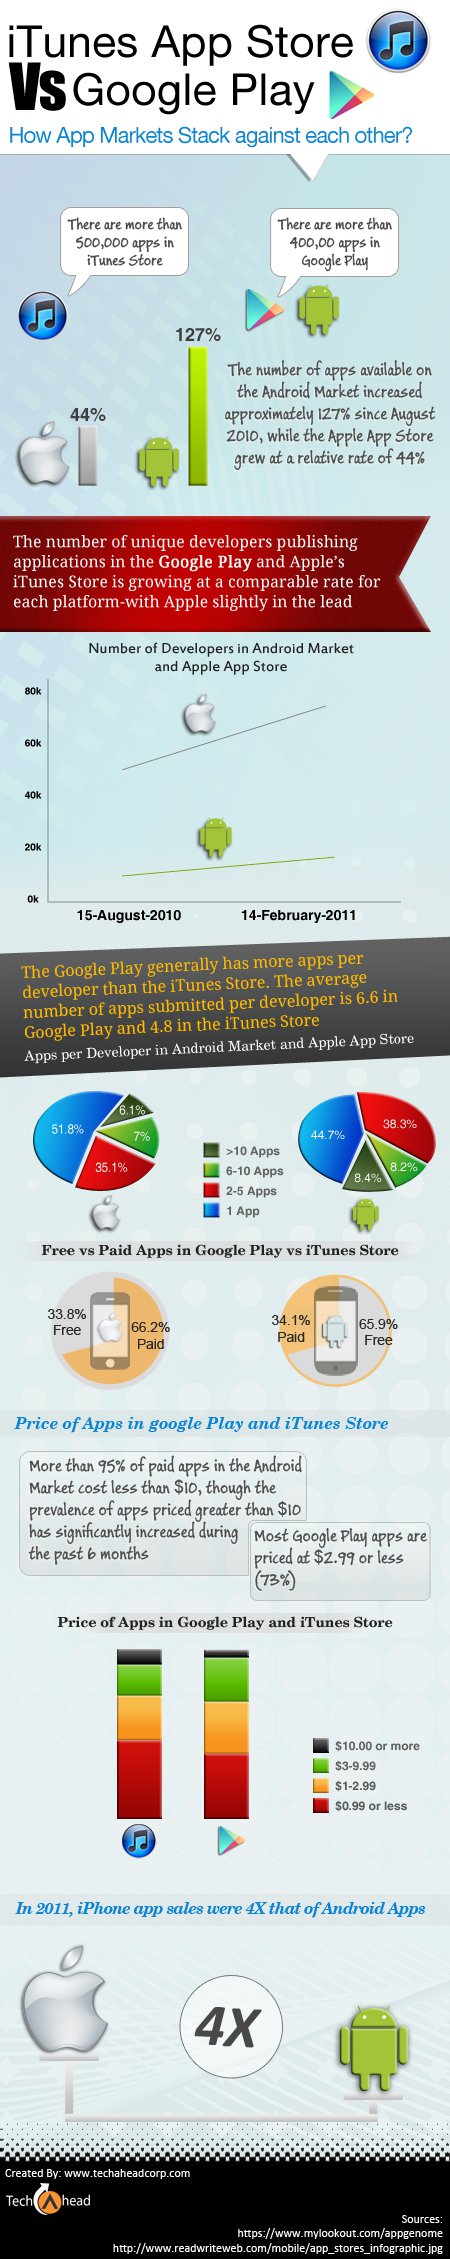 iTunes App Store
Vs Google Play
How App Markets Stack against each other?
There are more than
500,000 apps in
iTunes Store
There are more than
400,00 apps in
Google Play
127%
44%
The number of apps available on
the Android Market increased
approximately 127% since August
2010, while the Apple App Store
grew at a relative rate of 44%
The number of unique developers publishing
applications in the Google Play and Apple's
iTunes Store is growing at a comparable rate for
each platform-with Apple slightly in the lead
Number of Developers in Android Market
and Apple App Store
80k
60k
40k
20k
0k
15-August-2010
14-February-2011
The Google Play generally has more apps per
developer than the iTunes Store. The average
number of apps submitted per developer is 6.6 in
Google Play and 4.8 in the iTunes Store
Apps per Developer in Android Market and Apple App Store
51.8%
6.1%
7%
35.1%
>10 Apps
6-10 Apps
2-5 Apps
1 App
44.7%
38.3%
8.2%
8.4%
Free vs Paid Apps in Google Play vs iTunes Store
33.8%
Free
66.2%
Paid
34.1%
Paid
65.9%
Free
Price of Apps in google Play and iTunes Store
More than 95% of paid apps in the Android
Market cost less than $10, though the
prevalence of apps priced greater than $10
has significantly increased during
the past 6 months
Most Google Play apps are
priced at $2.99 or less
(73%)
Price of Apps in Google Play and iTunes Store
$10.00 or more
$3-9.99
$1-2.99
$0.99 or less
In 2011, iPhone app sales were 4X that of Android Apps
4X
Created By: www.techaheadcorp.com
Tech Ahead
Sources:
https://www.mylookout.com/appgenome
http://www.readwriteweb.com/mobile/app_stores_infographic.jpg